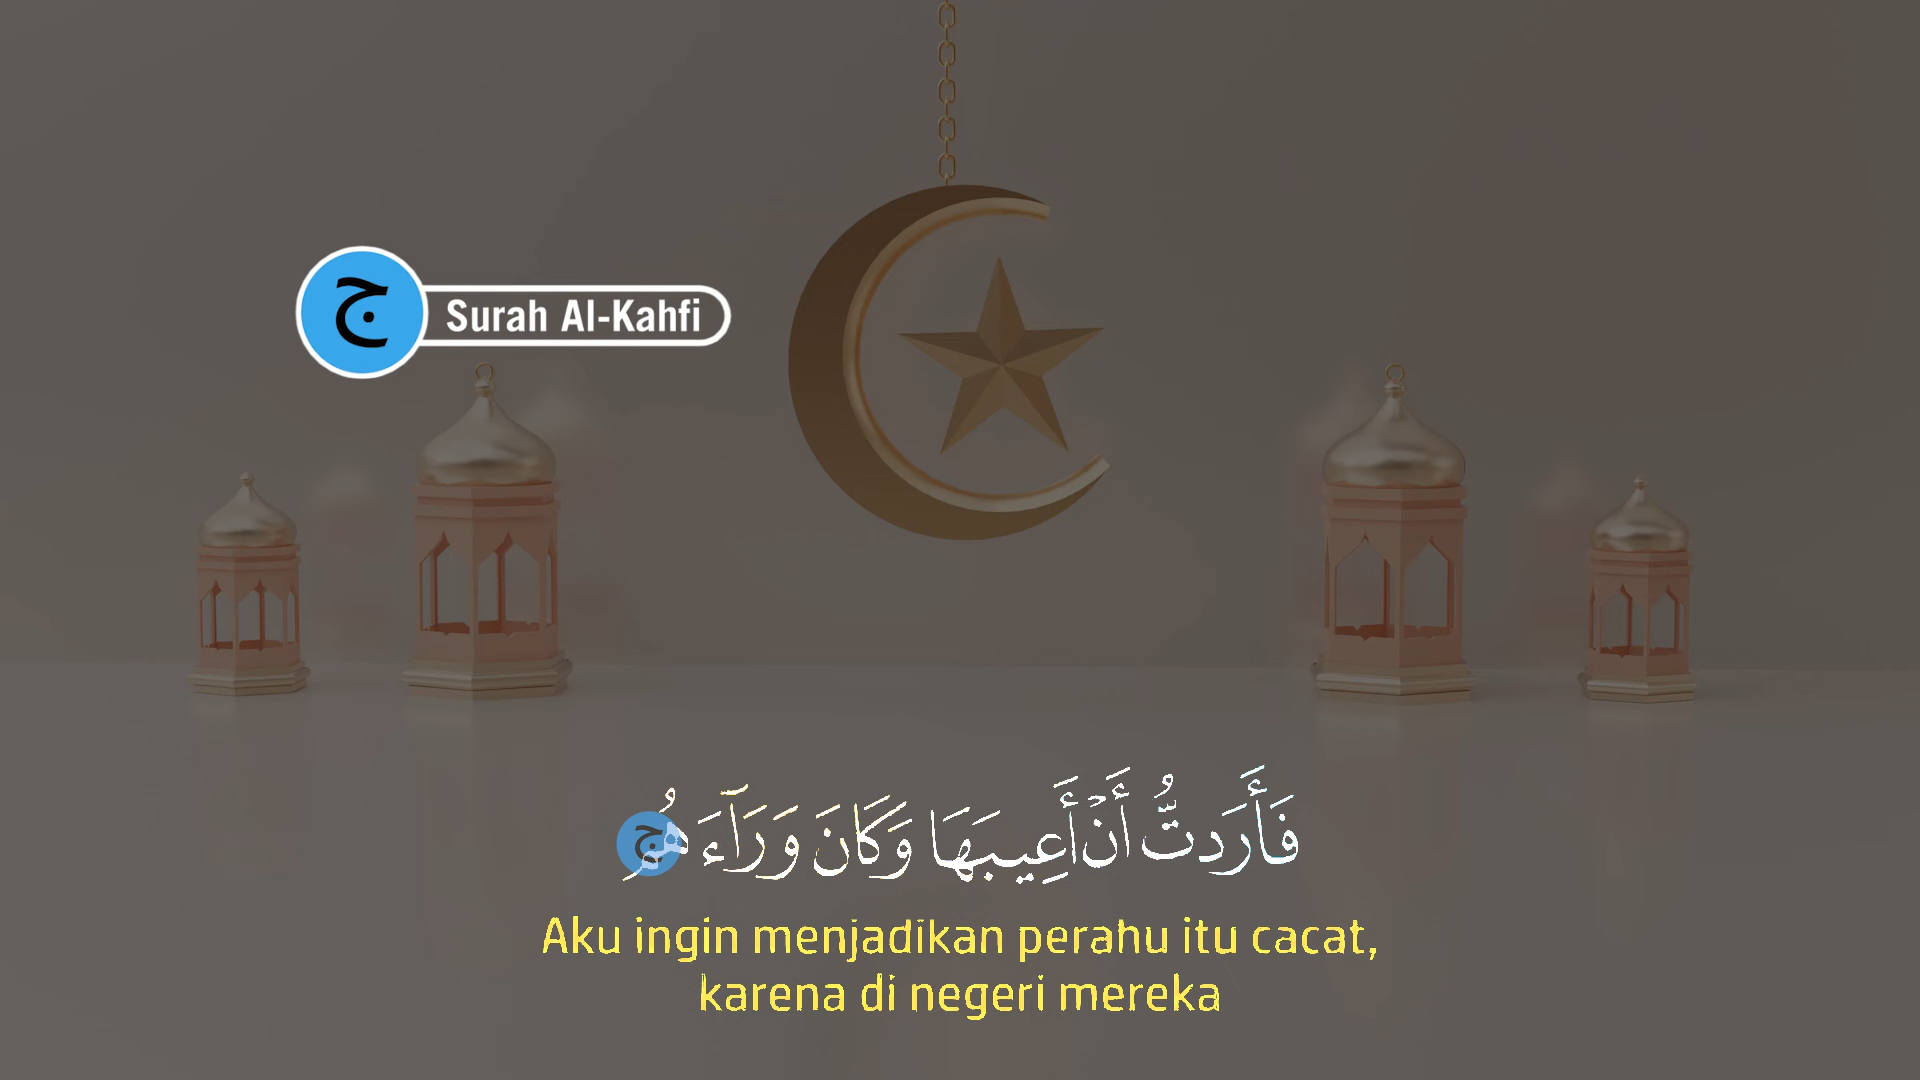 ج
Surah Al-Kahfi
فَأَرَدتُّ أَنْ أَعِيبَهَا وَكَانَ وَرَآءَهُم
ج
Aku ingin menjadikan perahu itu cacat,
karena di negeri mereka